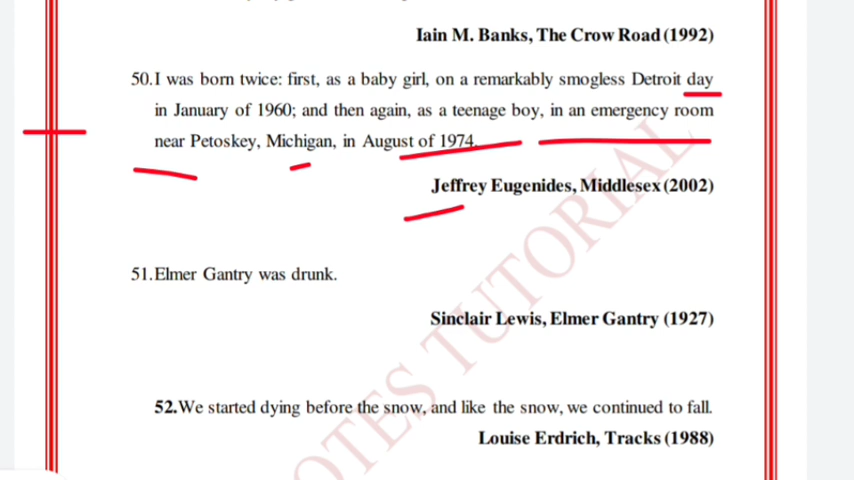 Iain M. Banks, The Crow Road (1992)
50.I was born twice: first, as a baby girl, on a remarkably smogless Detroit day
in January of 1960; and then again, as a teenage boy, in an emergency room
near Petoskey, Michigan, in August of 1974.
Jeffrey Eugenides, Middlesex (2002)
51.Elmer Gantry was drunk.
Sinclair Lewis, Elmer Gantry (1927)
52.We started dying before the snow, and like the snow, we continued to fall.
Louise Erdrich, Tracks (1988)
OTES TUTORIAL